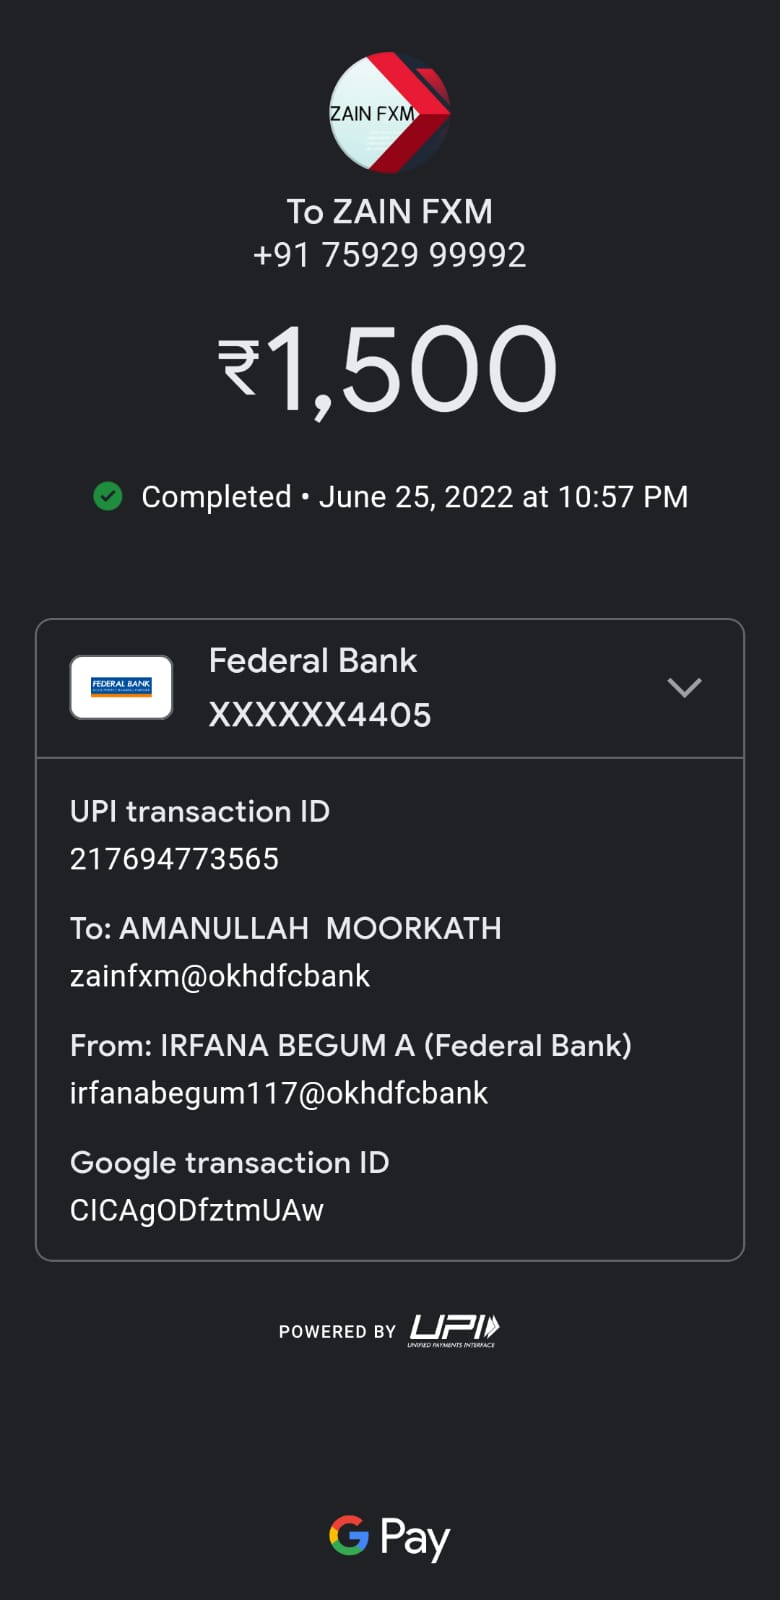 ZAIN FXM
To ZAIN FXM
+91 75929 99992
₹1,500
Completed • June 25, 2022 at 10:57 PM
Federal Bank
FEDERAL BANK
XXXXXX4405
UPI transaction ID
217694773565
To: AMANULLAH  MOORKATH
zainfxm@okhdfcbank
From: IRFANA BEGUM A (Federal Bank)
irfanabegum117@okhdfcbank
Google transaction ID
CICAgODfztmUAw
POWERED BY UPI
UNIFIED PAYMENTS INTERFACE
G Pay